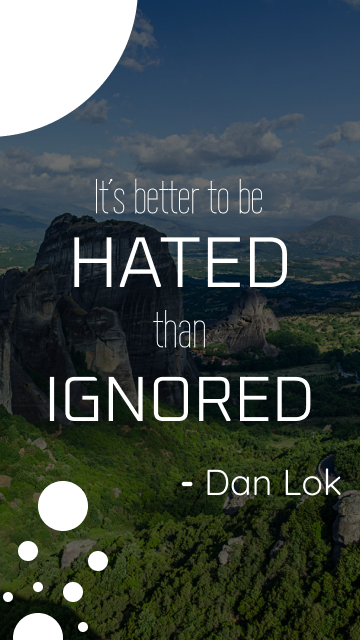 It's better to be
HATED
than
IGNORED
- Dan Lok